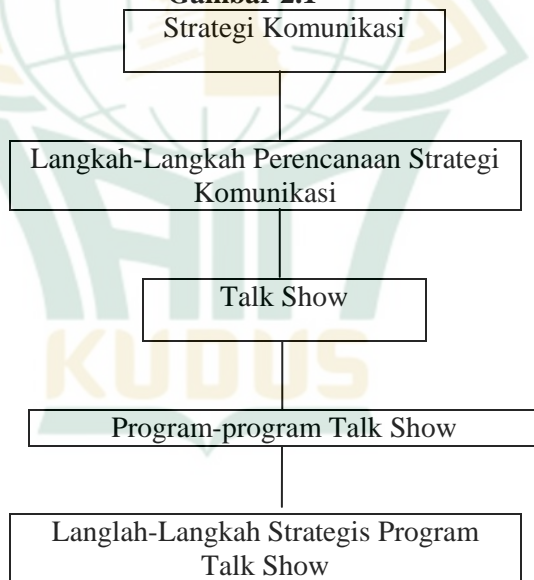 Gambar 2.1
Strategi Komunikasi
Langkah-Langkah Perencanaan Strategi
Komunikasi
Talk Show
KUDUS
Program-program Talk Show
Langlah-Langkah Strategis Program
Talk Show